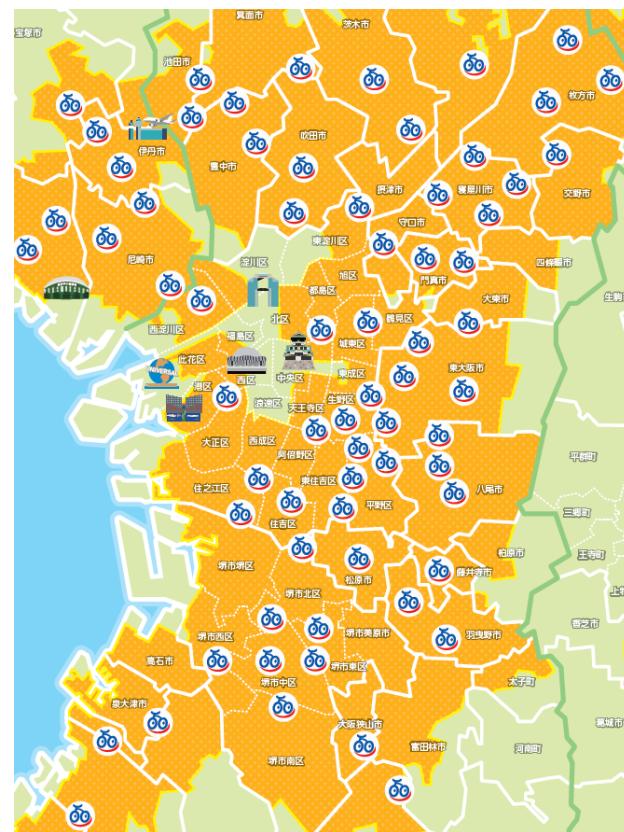 箕面市
茨木市
宝塚市
池田市
枚方市
伊丹市
吹田市
豊中市
摂津市
寝屋川市
交野市
守口市
東淀川区
尼崎市
淀川区
旭区
門真市
四條畷市
都島区
大東市
生駒
北区
鶴見区
西淀川区
福島区
城東区
此花区
UNIVERSAL
東大阪市
港区
西区
中央区
東成区
浪速区
天王寺区
生野区
大正区
西成区
阿倍野区
平群町
東住吉区
住之江区
八尾市
平野区
三郷町
住吉区
柏原市
王寺町
堺市堺区
松原市
藤井寺市
上
堺市北区
香芝市
堺市西区
堺市美原市
羽曳野市
高石市
堺市東区
堺市中区
太子町
泉大津市
大阪狭山市
葛城市
富田林市
河南町
堺市南区